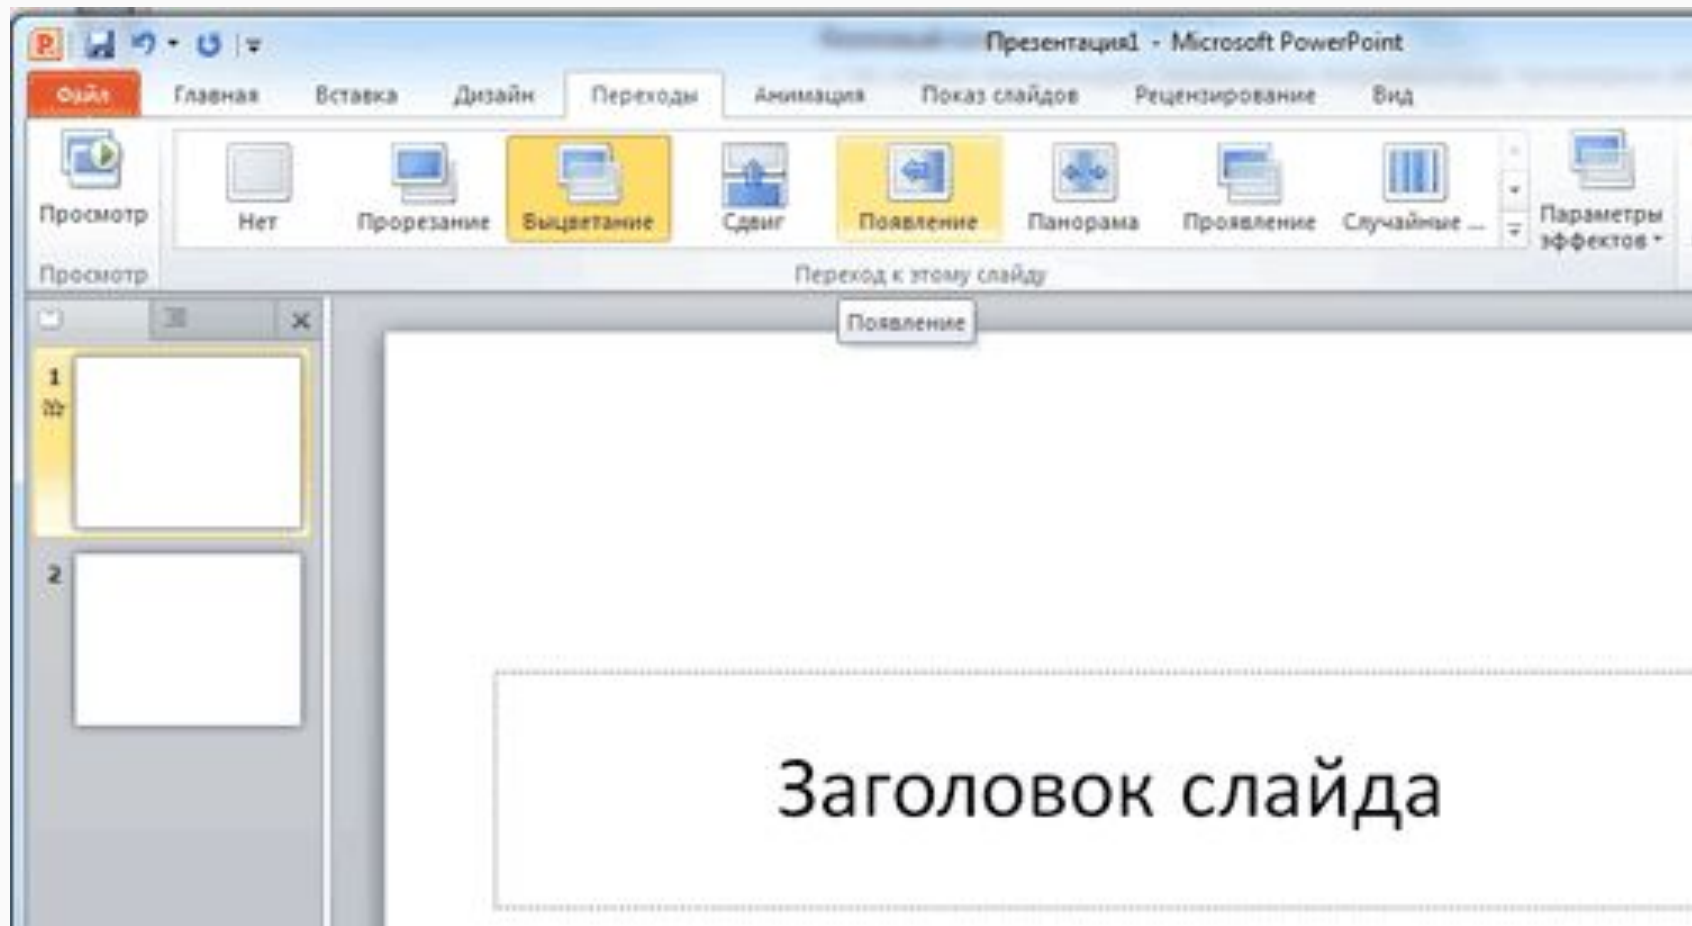 Презентация1 - Microsoft PowerPoint
Файл Главная Вставка Дизайн Переходы Анимация Показ слайдов Рецензирование Вид
Просмотр Нет Прорезание Выцветание Сдвиг Появление Панорама Проявление Случайные ... Параметры
эффектов
Просмотр Переход к этому слайду
Появление
1
2
Заголовок слайда